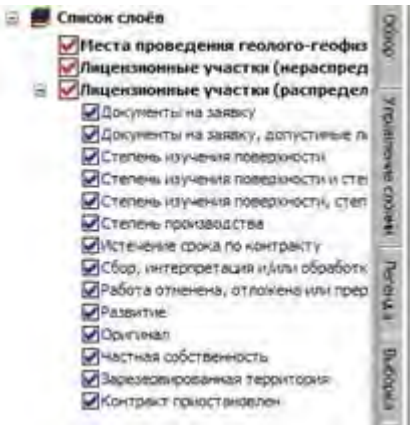 Список слоёв
Места проведения геолого-геофиз
Лицензионные участки (нераспред
Лицензионные участки (распредел
Документы на заявку
Документы на заявку, допустимые
Степень изучения поверхности
Степень изучения поверхности и сте
Степень изучения поверхности, степ
Степень производства
Истечение срока по контракту
Сбор, интерпретация и/или обработк
Работа отменена, отложена или прер
Развитие
Оригинал
Частная собственность
Зарезервированная территория
Контракт приостановлен
Обзор
Управление слоями
Легенда
Выборка